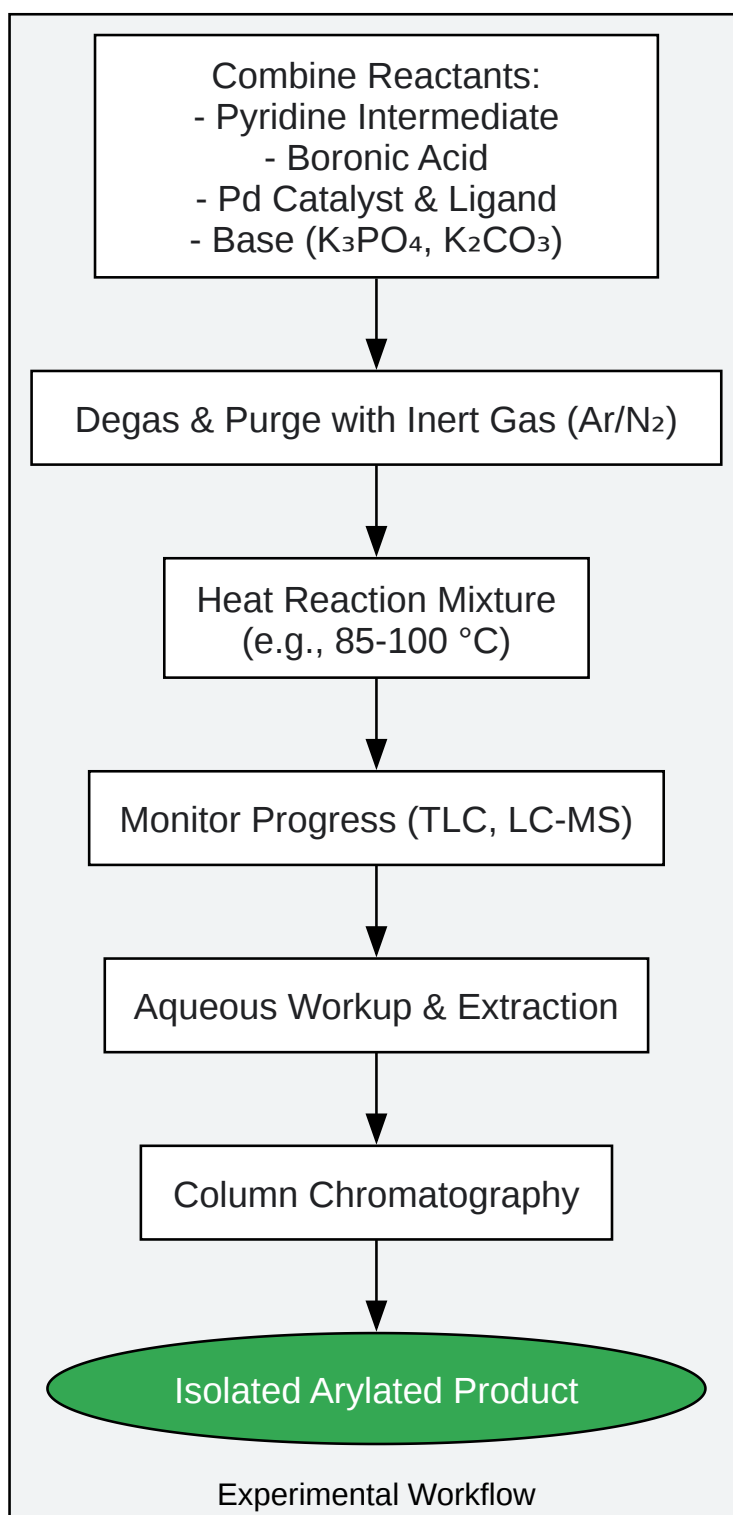 Combine Reactants:
- Pyridine Intermediate
- Boronic Acid
- Pd Catalyst & Ligand
- Base (K₃PO₄, K₂CO₃)
Degas & Purge with Inert Gas (Ar/N₂)
Heat Reaction Mixture
(e.g., 85-100 °C)
Monitor Progress (TLC, LC-MS)
Aqueous Workup & Extraction
Column Chromatography
Isolated Arylated Product
Experimental Workflow